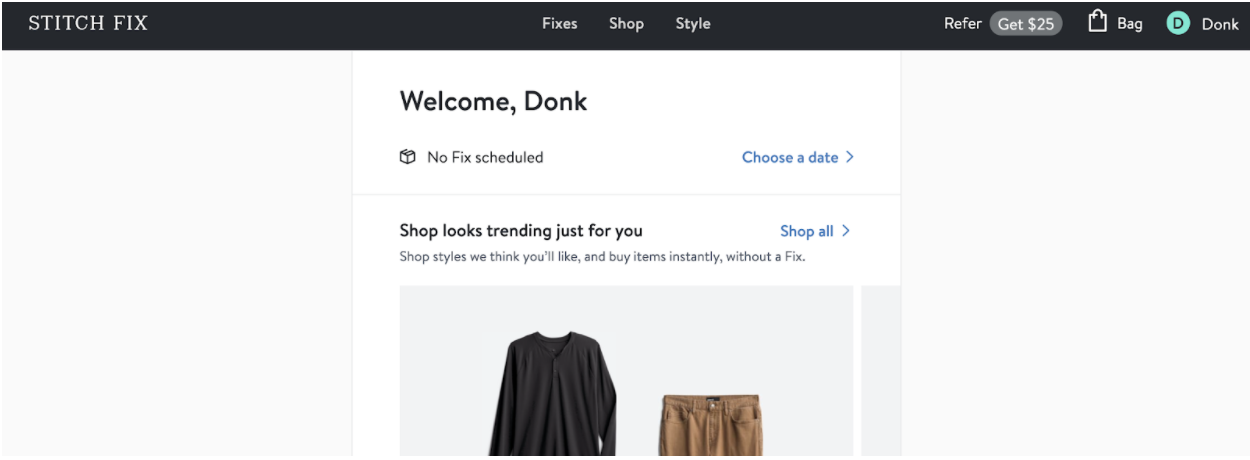 STITCH FIX
Fixes Shop Style
Refer Get $25 Bag D Donk
Welcome, Donk
No Fix scheduled Choose a date
Shop looks trending just for you Shop all
Shop styles we think you'll like, and buy items instantly, without a Fix.